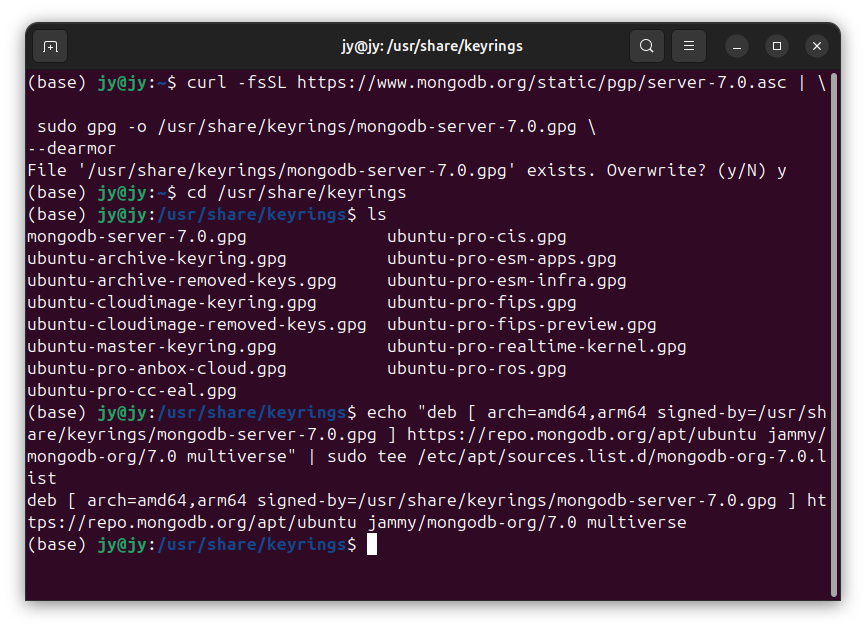 jy@jy: /usr/share/keyrings
(base) jy@jy:~$ curl -fsSL https://www.mongodb.org/static/pgp/server-7.0.asc | \
 sudo gpg -o /usr/share/keyrings/mongodb-server-7.0.gpg \
--dearmor
File '/usr/share/keyrings/mongodb-server-7.0.gpg' exists. Overwrite? (y/N) y
(base) jy@jy:~$ cd /usr/share/keyrings
(base) jy@jy:/usr/share/keyrings$ ls
mongodb-server-7.0.gpg              ubuntu-pro-cis.gpg
ubuntu-archive-keyring.gpg          ubuntu-pro-esm-apps.gpg
ubuntu-archive-removed-keys.gpg     ubuntu-pro-esm-infra.gpg
ubuntu-cloudimage-keyring.gpg       ubuntu-pro-fips.gpg
ubuntu-cloudimage-removed-keys.gpg  ubuntu-pro-fips-preview.gpg
ubuntu-master-keyring.gpg           ubuntu-pro-realtime-kernel.gpg
ubuntu-pro-anbox-cloud.gpg          ubuntu-pro-ros.gpg
ubuntu-pro-cc-eal.gpg
(base) jy@jy:/usr/share/keyrings$ echo "deb [ arch=amd64,arm64 signed-by=/usr/sh
are/keyrings/mongodb-server-7.0.gpg ] https://repo.mongodb.org/apt/ubuntu jammy/
mongodb-org/7.0 multiverse" | sudo tee /etc/apt/sources.list.d/mongodb-org-7.0.l
ist
deb [ arch=amd64,arm64 signed-by=/usr/share/keyrings/mongodb-server-7.0.gpg ] ht
tps://repo.mongodb.org/apt/ubuntu jammy/mongodb-org/7.0 multiverse
(base) jy@jy:/usr/share/keyrings$